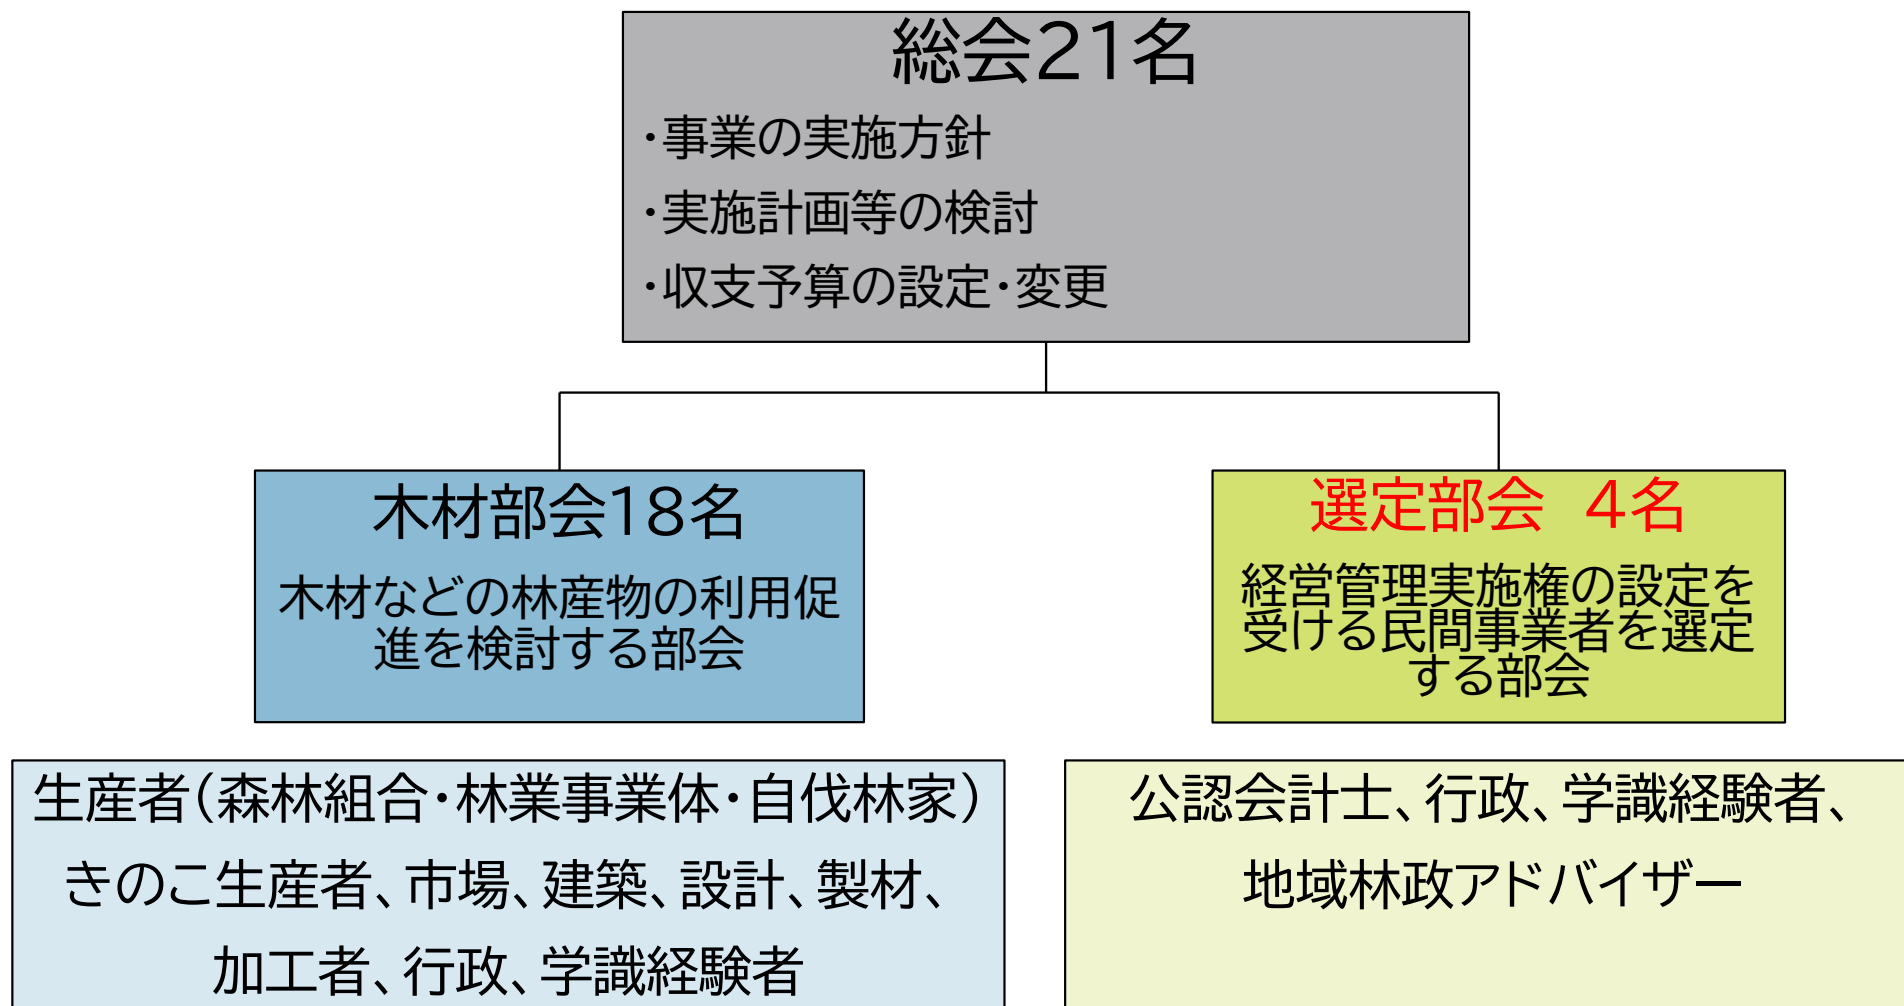 総会21名
・事業の実施方針
・実施計画等の検討
・収支予算の設定・変更
木材部会18名
木材などの林産物の利用促
進を検討する部会
選定部会　4名
経営管理実施権の設定を
受ける民間事業者を選定
する部会
生産者（森林組合・林業事業体・自伐林家）
きのこ生産者、市場、建築、設計、製材、
加工者、行政、学識経験者
公認会計士、行政、学識経験者、
地域林政アドバイザー